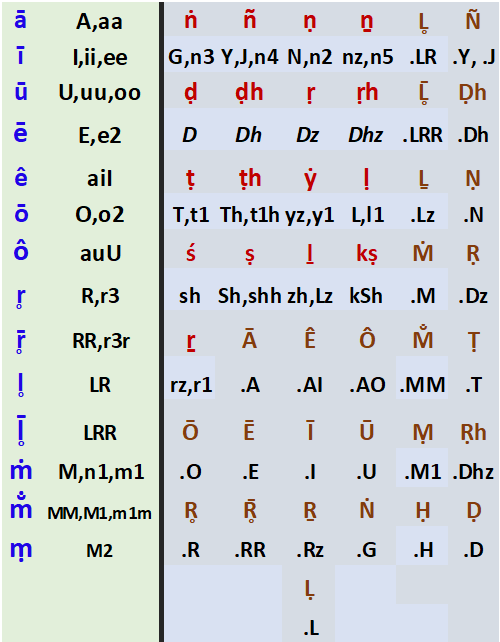 ā A,aa ṅ ñ ṇ ṉ L̥ Ñ
ī I,ii,ee G,n3 Y,J,n4 N,n2 nz,n5 .LR .Y, .J
ū U,uu,oo ḍ ḍh ṛ ṛh L̥̄ Ḍh
ē E,e2 D Dh Dz Dhz .LRR .Dh
ê aiI ṭ ṭh ẏ ḷ Ḻ Ṇ
ō O,o2 T,t1 Th,t1h yz,y1 L,l1 .Lz .N
ô auU ś ṣ ḻ kṣ Ṁ Ṛ
r̥ R,r3 sh Sh,shh zh,Lz kSh .M .Dz
r̥̄ RR,r3r ṟ Ā Ê Ô M̐ Ṭ
l̥ LR rz,r1 .A .AI .AO .MM .T
l̥̄ LRR Ō Ē Ī Ū Ṃ Ṛh
ṁ M,n1,m1 .O .E .I .U .M1 .Dhz
m̐ MM,M1,m1m R̥ R̥̄ Ṟ Ṅ Ḥ Ḍ
ṃ M2 .R .RR .Rz .G .H .D
Ḷ
.L